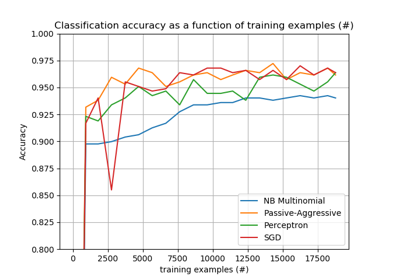 Classification accuracy as a function of training examples (#)
1.000
0.975
0.950
0.925
0.900
0.875
0.850
0.825
0.800
Accuracy
0
2500
5000
7500
10000
12500
15000
17500
training examples (#)
NB Multinomial
Passive-Aggressive
Perceptron
SGD